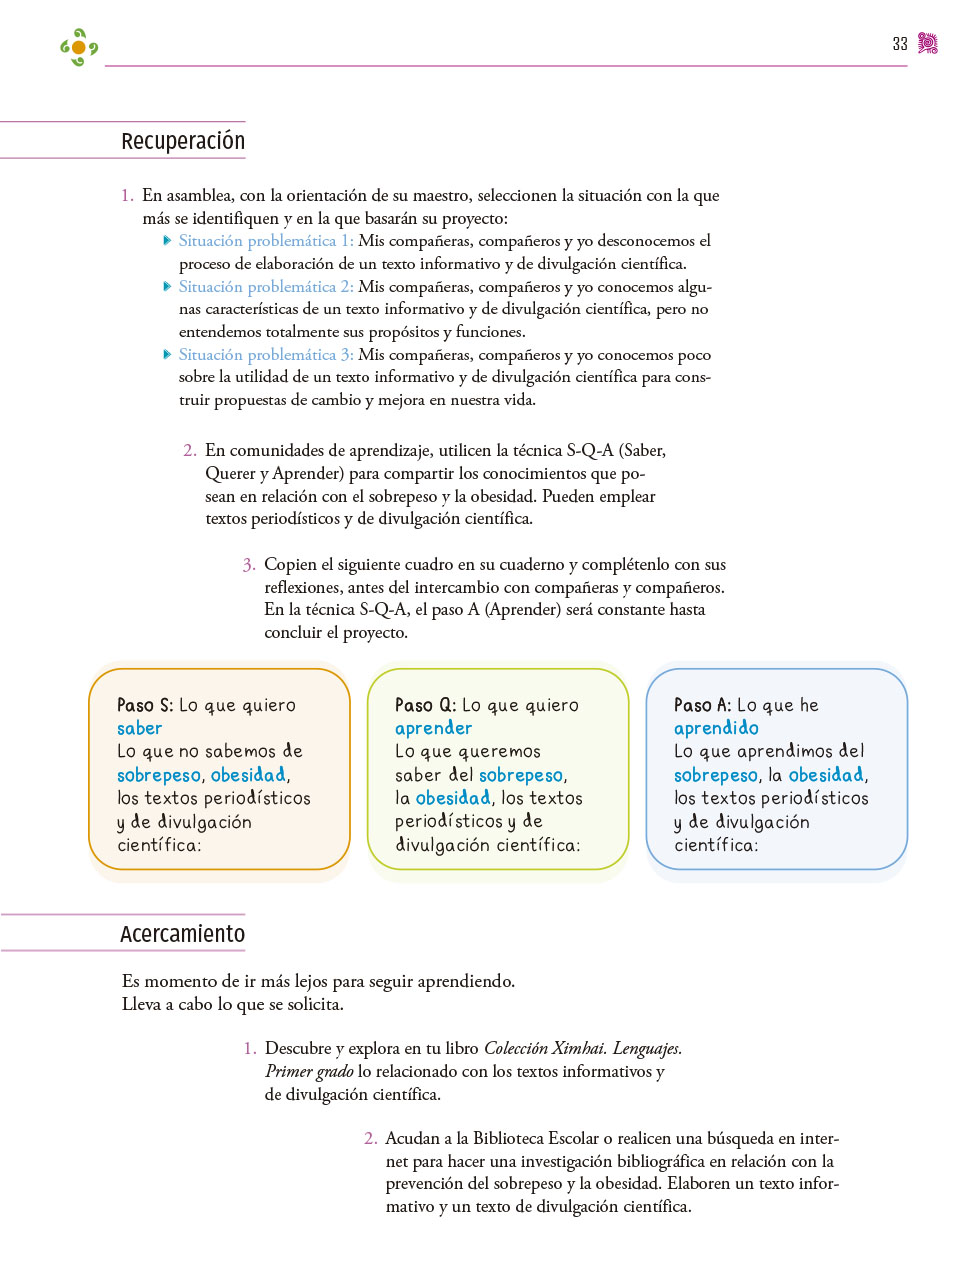 33
Recuperación
1. En asamblea, con la orientación de su maestro, seleccionen la situación con la que
más se identifiquen y en la que basarán su proyecto:
Situación problemática 1: Mis compañeras, compañeros y yo desconocemos el
proceso de elaboración de un texto informativo y de divulgación científica.
Situación problemática 2: Mis compañeras, compañeros y yo conocemos algu-
nas características de un texto informativo y de divulgación científica, pero no
entendemos totalmente sus propósitos y funciones.
Situación problemática 3: Mis compañeras, compañeros y yo conocemos poco
sobre la utilidad de un texto informativo y de divulgación científica para cons-
truir propuestas de cambio y mejora en nuestra vida.
2. En comunidades de aprendizaje, utilicen la técnica S-Q-A (Saber,
Querer y Aprender) para compartir los conocimientos que po-
sean en relación con el sobrepeso y la obesidad. Pueden emplear
textos periodísticos y de divulgación científica.
3. Copien el siguiente cuadro en su cuaderno y complétenlo con sus
reflexiones, antes del intercambio con compañeras y compañeros.
En la técnica S-Q-A, el paso A (Aprender) será constante hasta
concluir el proyecto.
Paso S: Lo que quiero
saber
Lo que no sabemos de
sobrepeso, obesidad,
los textos periodísticos
y de divulgación
científica:
Paso Q: Lo que quiero
aprender
Lo que queremos
saber del sobrepeso,
la obesidad, los textos
periodísticos y de
divulgación científica:
Paso A: Lo que he
aprendido
Lo que aprendimos del
sobrepeso, la obesidad,
los textos periodísticos
y de divulgación
científica:
Acercamiento
Es momento de ir más lejos para seguir aprendiendo.
Lleva a cabo lo que se solicita.
1. Descubre y explora en tu libro Colección Ximhai. Lenguajes.
Primer grado lo relacionado con los textos informativos y
de divulgación científica.
2. Acudan a la Biblioteca Escolar o realicen una búsqueda en inter-
net para hacer una investigación bibliográfica en relación con la
prevención del sobrepeso y la obesidad. Elaboren un texto infor-
mativo y un texto de divulgación científica.